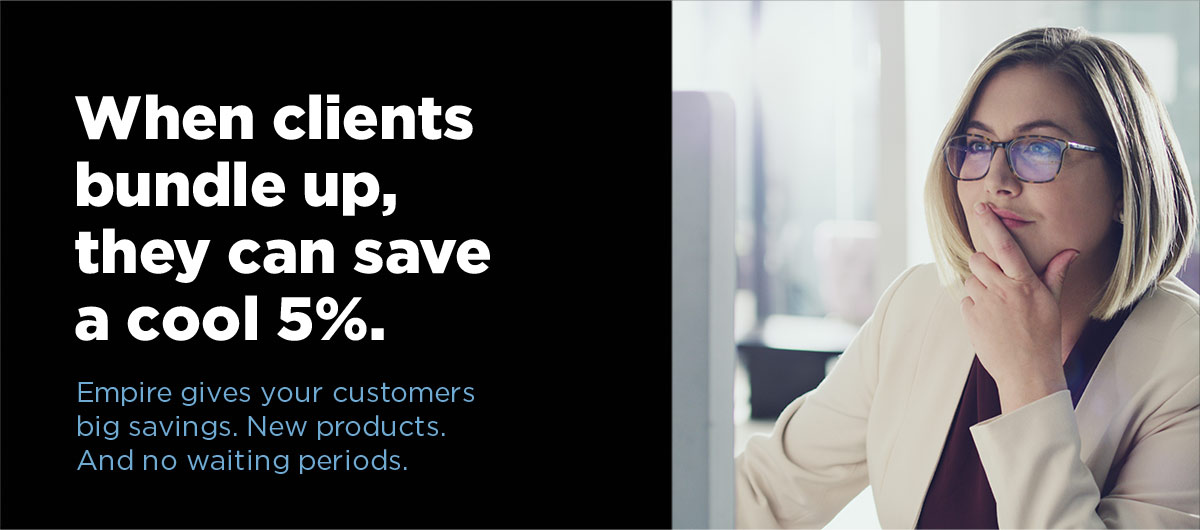 When clients
bundle up,
they can save
a cool 5%.
Empire gives your customers
big savings. New products.
And no waiting periods.